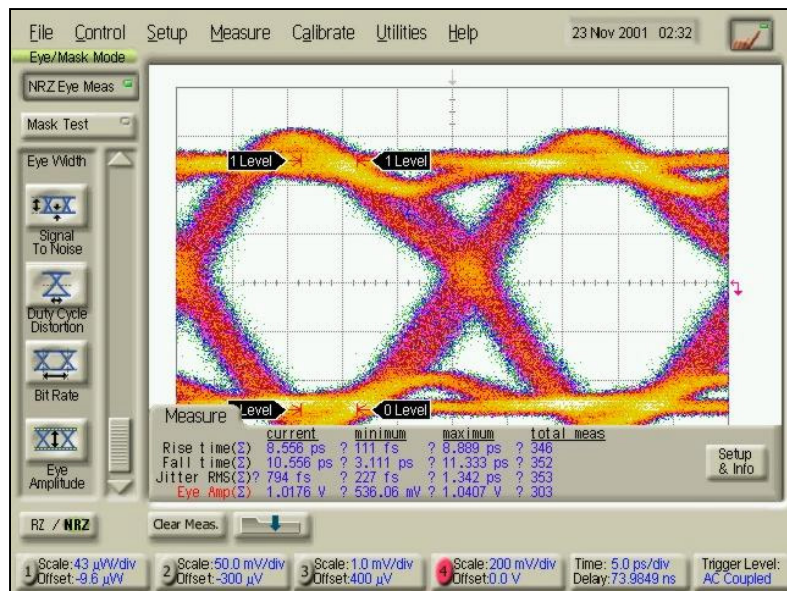 File Control Setup Measure Calibrate Utilities Help 23 Nov 2001 02:32
Eye/Mask Mode
NRZ Eye Meas
Mask Test
Eye Width
Signal
To Noise
Duty Cycle
Distortion
Bit Rate
Eye
Amplitude
1 Level 1 Level
Level 0 Level
Measure
current minimum maximum total meas
Rise time(Σ) 8.556 ps ? 111 fs ? 8.889 ps ? 346
Fall time(Σ) 10.556 ps ? 3.111 ps ? 11.333 ps ? 352
Jitter RMS(Σ)? 794 fs ? 227 fs ? 1.342 ps ? 353
Eye Amp(Σ) 1.0176 V ? 536.06 mV ? 1.0407 V ? 303
Setup
& Info
RZ / NRZ
Clear Meas.
1 Scale:43 µW/div
Offset:-9.6 µW
2 Scale:50.0 mV/div
Offset:-300 µV
3 Scale:1.0 mV/div
Offset:400 µV
4 Scale:200 mV/div
Offset:0.0 V
Time: 5.0 ps/div
Delay:73.9849 ns
Trigger Level:
AC Coupled